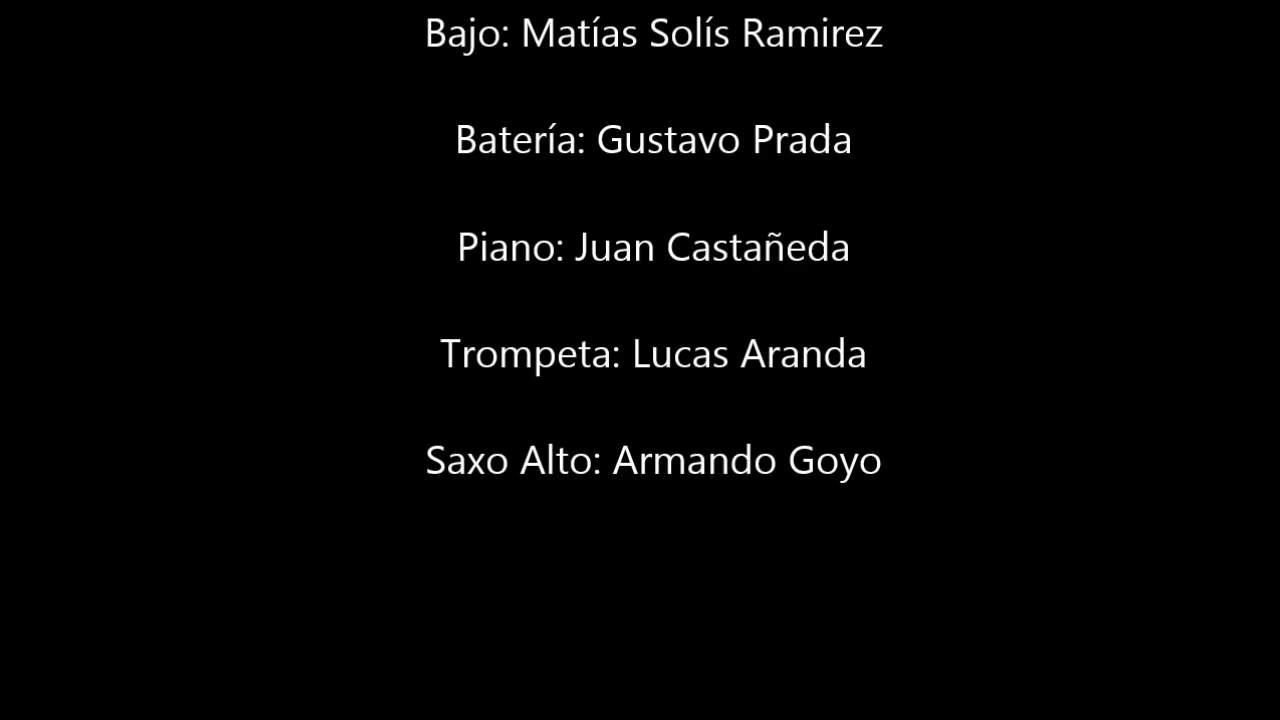 Bajo: Matías Solís Ramirez
Batería: Gustavo Prada
Piano: Juan Castañeda
Trompeta: Lucas Aranda
Saxo Alto: Armando Goyo